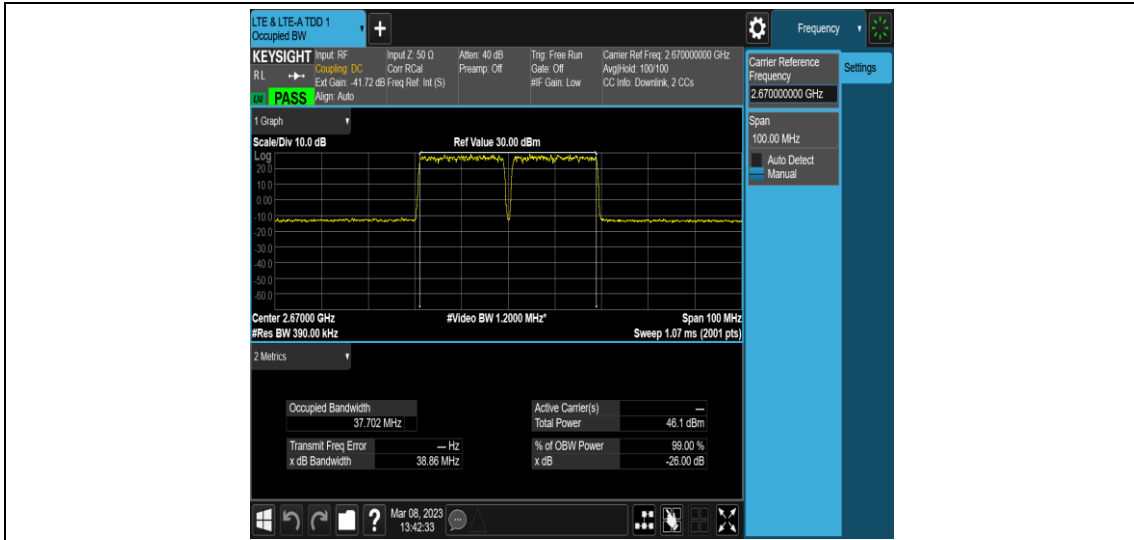 LTE & LTE-A TDD 1
Occupied BW
Frequency
KEYSIGHT
RL
PASS
Input: RF
Coupling: DC
Ext Gain: -41.72 dB
Align: Auto
Input Z: 50 Ω
Corr RCal
Freq Ref: Int (S)
Atten: 40 dB
Preamp: Off
Trig: Free Run
Gate: Off
#IF Gain: Low
Carrier Ref Freq: 2.670000000 GHz
Avg|Hold: 100/100
CC Info: Downlink, 2 CCs
Carrier Reference
Frequency
2.670000000 GHz
Settings
Span
100.00 MHz
Auto Detect
Manual
1 Graph
Scale/Div 10.0 dB
Ref Value 30.00 dBm
Log
20.0
10.0
0.00
-10.0
-20.0
-30.0
-40.0
-50.0
-60.0
Center 2.67000 GHz
#Video BW 1.2000 MHz*
Span 100 MHz
#Res BW 390.00 kHz
Sweep 1.07 ms (2001 pts)
2 Metrics
Occupied Bandwidth
37.702 MHz
Active Carrier(s) ---
Total Power 46.1 dBm
Transmit Freq Error --- Hz
x dB Bandwidth 38.86 MHz
% of OBW Power 99.00 %
x dB -26.00 dB
?
Mar 08, 2023
13:42:33